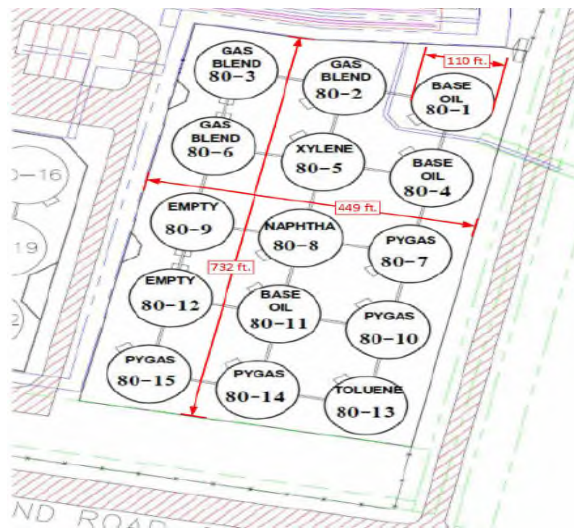 GAS
BLEND
80-3
GAS
BLEND
80-2
110 ft.
BASE
OIL
80-1
GAS
BLEND
80-6
XYLENE
80-5
BASE
OIL
80-4
-16
449 ft.
EMPTY
80-9
NAPHTHA
80-8
PYGAS
80-7
19
732 ft.
EMPTY
80-12
BASE
OIL
80-11
PYGAS
80-10
2
PYGAS
80-15
PYGAS
80-14
TOLUENE
80-13
ND ROAD